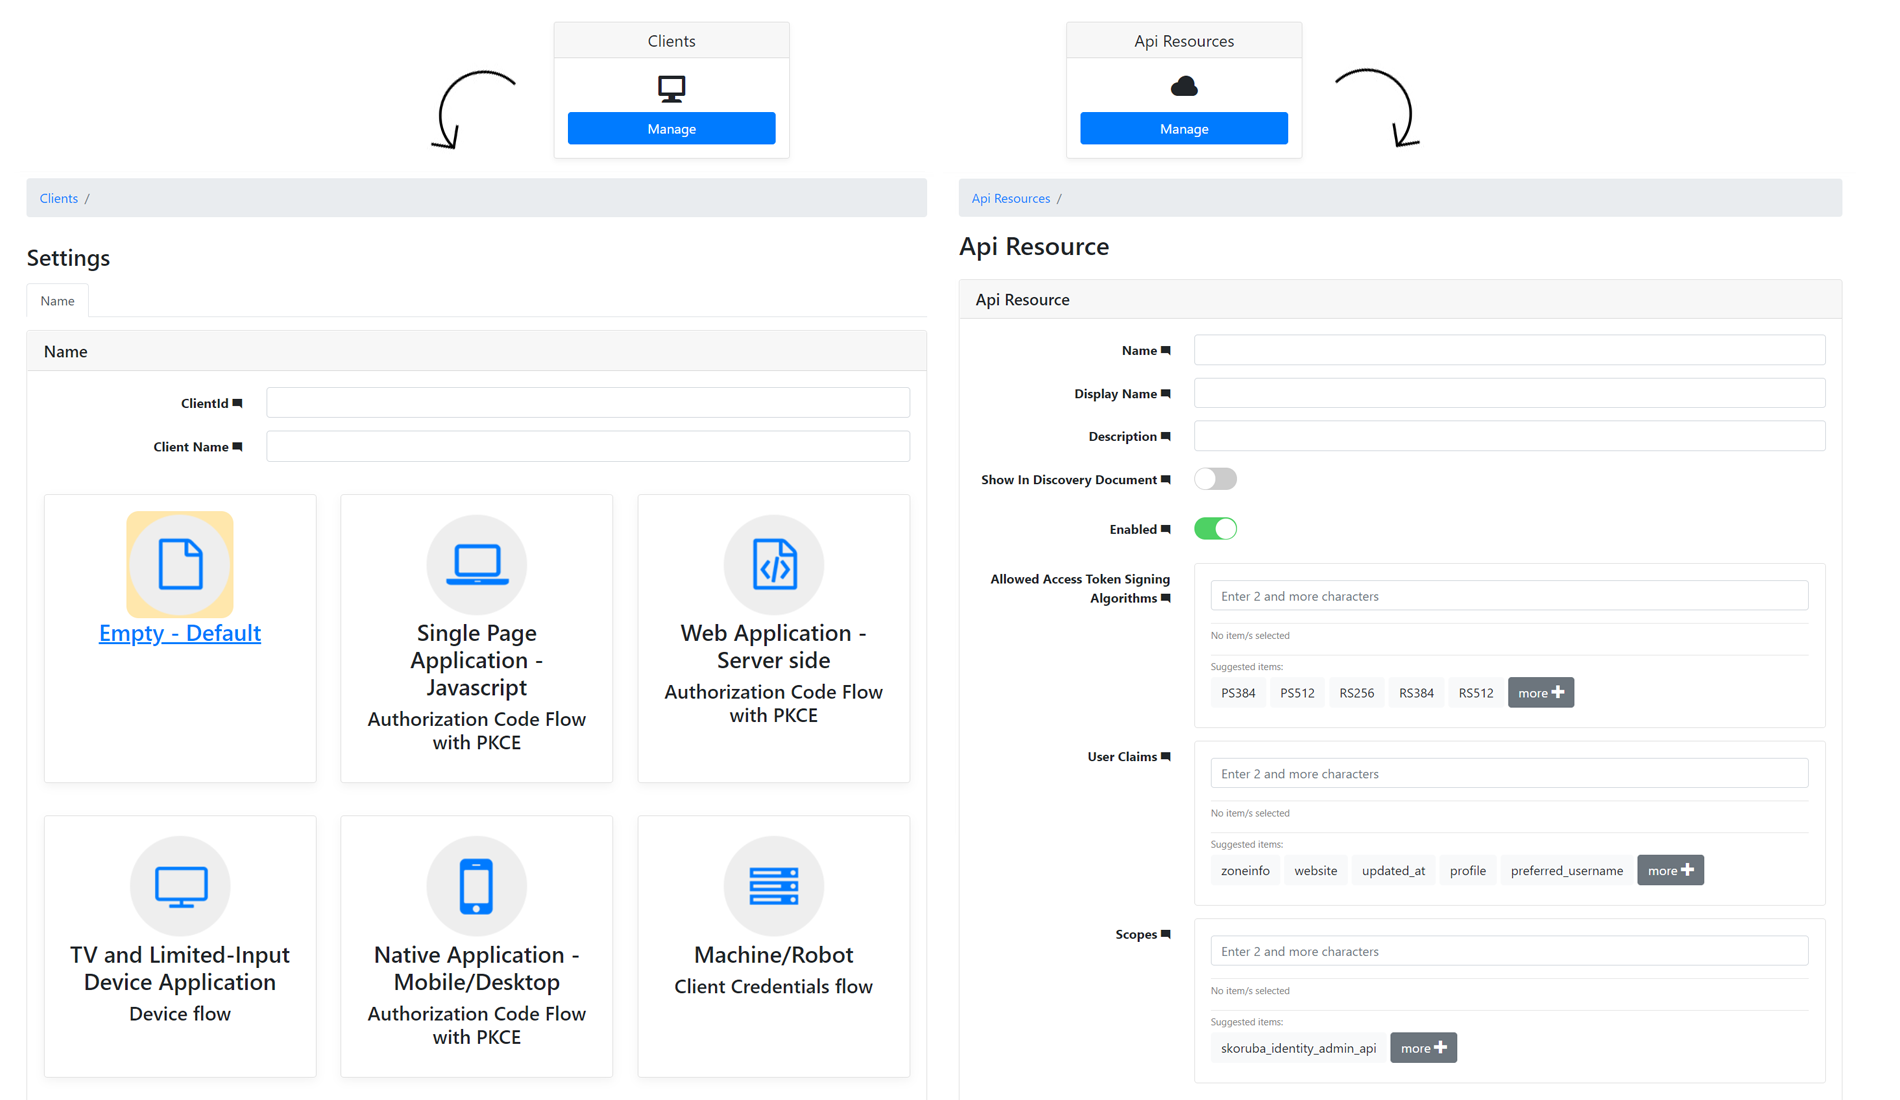 Clients
Manage
Api Resources
Manage
Clients /
Settings
Name
Name
ClientId
Client Name
Empty - Default
Single Page
Application -
Javascript
Authorization Code Flow
with PKCE
Web Application -
Server side
Authorization Code Flow
with PKCE
TV and Limited-Input
Device Application
Device flow
Native Application -
Mobile/Desktop
Authorization Code Flow
with PKCE
Machine/Robot
Client Credentials flow
Api Resources /
Api Resource
Api Resource
Name
Display Name
Description
Show In Discovery Document
Enabled
Allowed Access Token Signing
Algorithms
Enter 2 and more characters
No item/s selected
Suggested items:
PS384 PS512 RS256 RS384 RS512 more
User Claims
Enter 2 and more characters
No item/s selected
Suggested items:
zoneinfo website updated_at profile preferred_username more
Scopes
Enter 2 and more characters
No item/s selected
Suggested items:
skoruba_identity_admin_api more